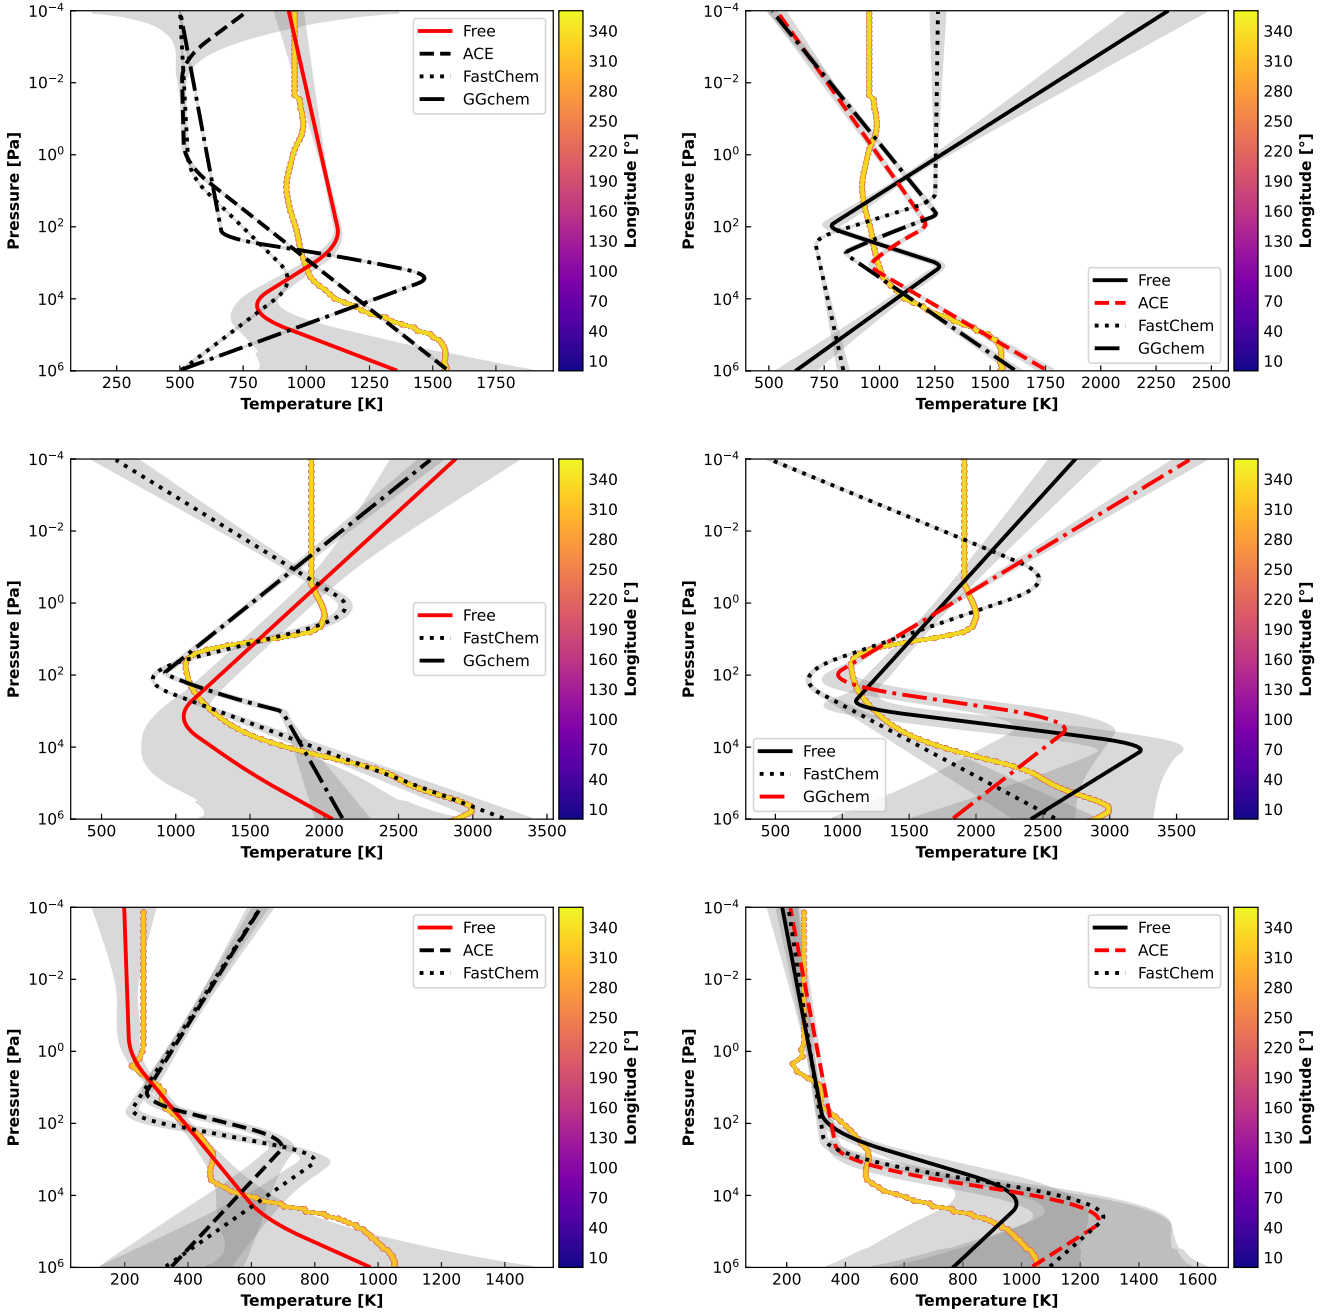 10⁻⁴
10⁻²
10⁰
10²
10⁴
10⁶
Pressure [Pa]
250 500 750 1000 1250 1500 1750
Temperature [K]
Free
ACE
FastChem
GGchem
340
310
280
250
220
190
160
130
100
70
40
10
Longitude [°]
10⁻⁴
10⁻²
10⁰
10²
10⁴
10⁶
Pressure [Pa]
500 750 1000 1250 1500 1750 2000 2250 2500
Temperature [K]
Free
ACE
FastChem
GGchem
340
310
280
250
220
190
160
130
100
70
40
10
Longitude [°]
10⁻⁴
10⁻²
10⁰
10²
10⁴
10⁶
Pressure [Pa]
500 1000 1500 2000 2500 3000 3500
Temperature [K]
Free
FastChem
GGchem
340
310
280
250
220
190
160
130
100
70
40
10
Longitude [°]
10⁻⁴
10⁻²
10⁰
10²
10⁴
10⁶
Pressure [Pa]
500 1000 1500 2000 2500 3000 3500
Temperature [K]
Free
FastChem
GGchem
340
310
280
250
220
190
160
130
100
70
40
10
Longitude [°]
10⁻⁴
10⁻²
10⁰
10²
10⁴
10⁶
Pressure [Pa]
200 400 600 800 1000 1200 1400
Temperature [K]
Free
ACE
FastChem
340
310
280
250
220
190
160
130
100
70
40
10
Longitude [°]
10⁻⁴
10⁻²
10⁰
10²
10⁴
10⁶
Pressure [Pa]
200 400 600 800 1000 1200 1400 1600
Temperature [K]
Free
ACE
FastChem
340
310
280
250
220
190
160
130
100
70
40
10
Longitude [°]